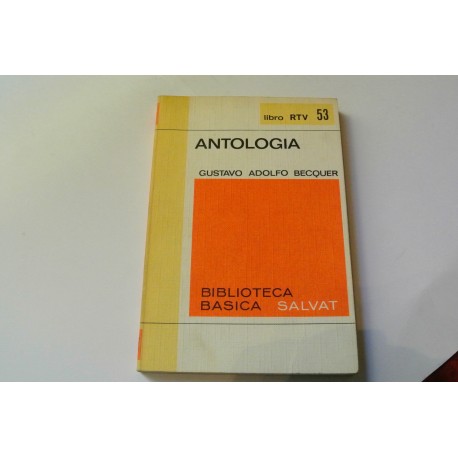 libro RTV 53
ANTOLOGIA
GUSTAVO ADOLFO BECQUER
BIBLIOTECA
BASICA SALVAT